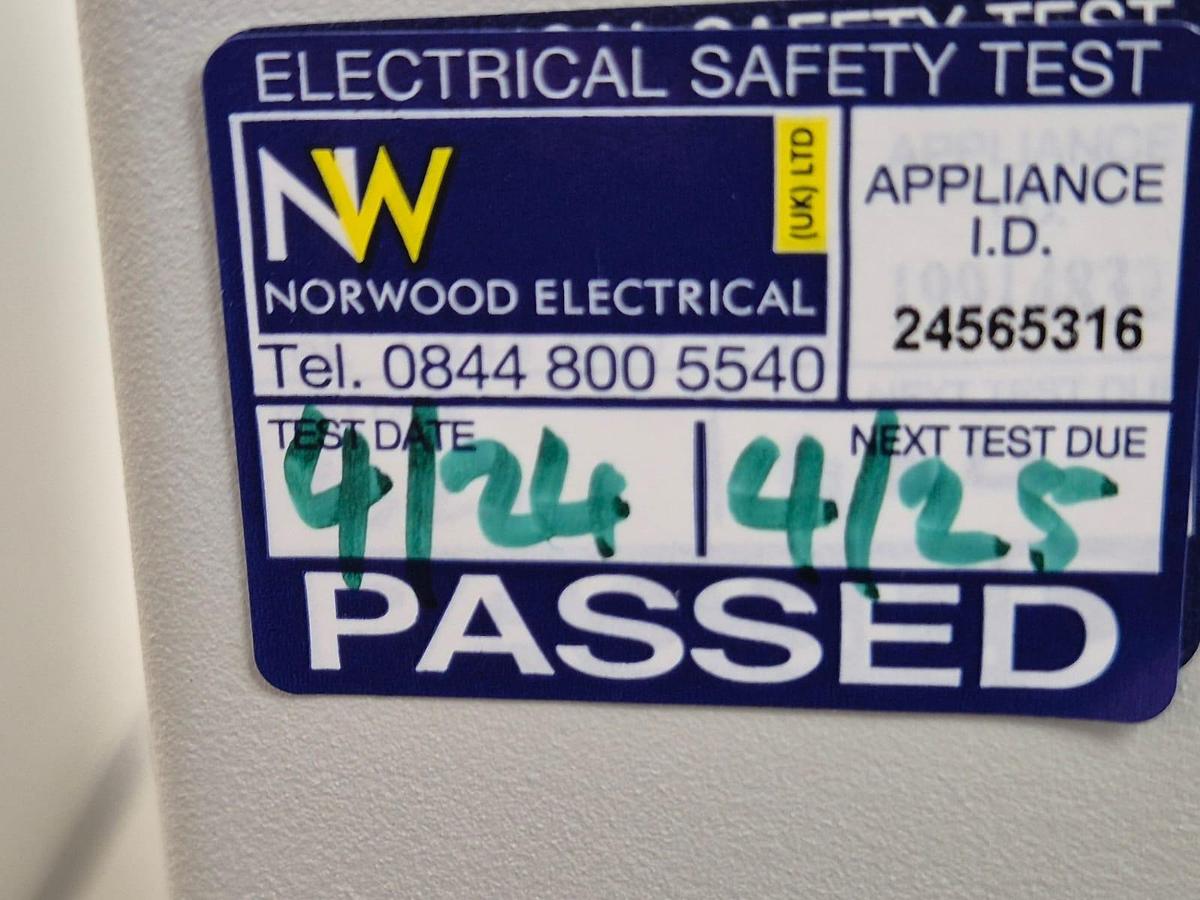 ELECTRICAL SAFETY TEST
NW
(UK) LTD
NORWOOD ELECTRICAL
Tel. 0844 800 5540
APPLIANCE
I.D.
24565316
TEST DATE
4/24
NEXT TEST DUE
4/25
PASSED